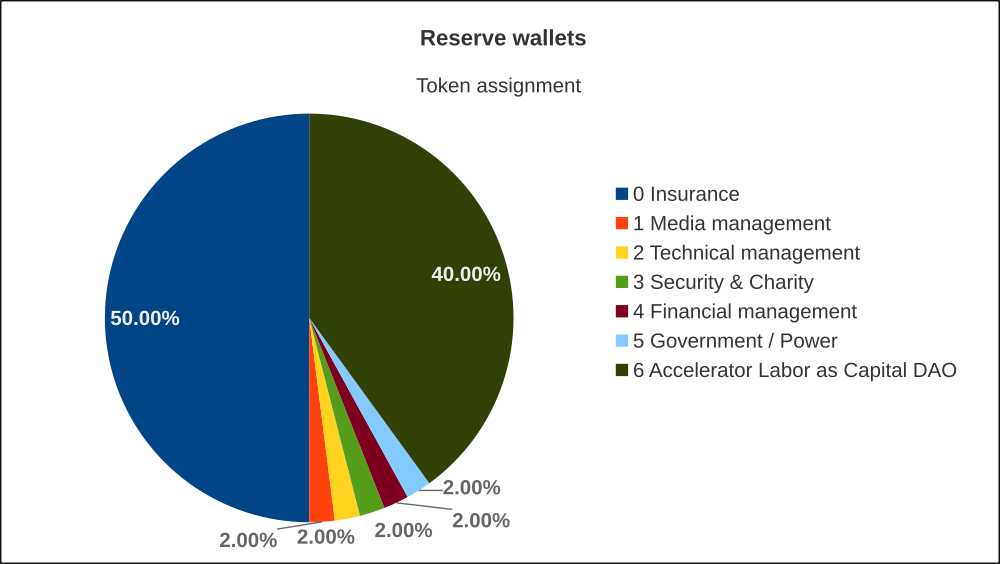 Reserve wallets
Token assignment
0 Insurance
1 Media management
2 Technical management
3 Security & Charity
4 Financial management
5 Government / Power
6 Accelerator Labor as Capital DAO
40.00%
50.00%
2.00%
2.00%
2.00%
2.00%
2.00%